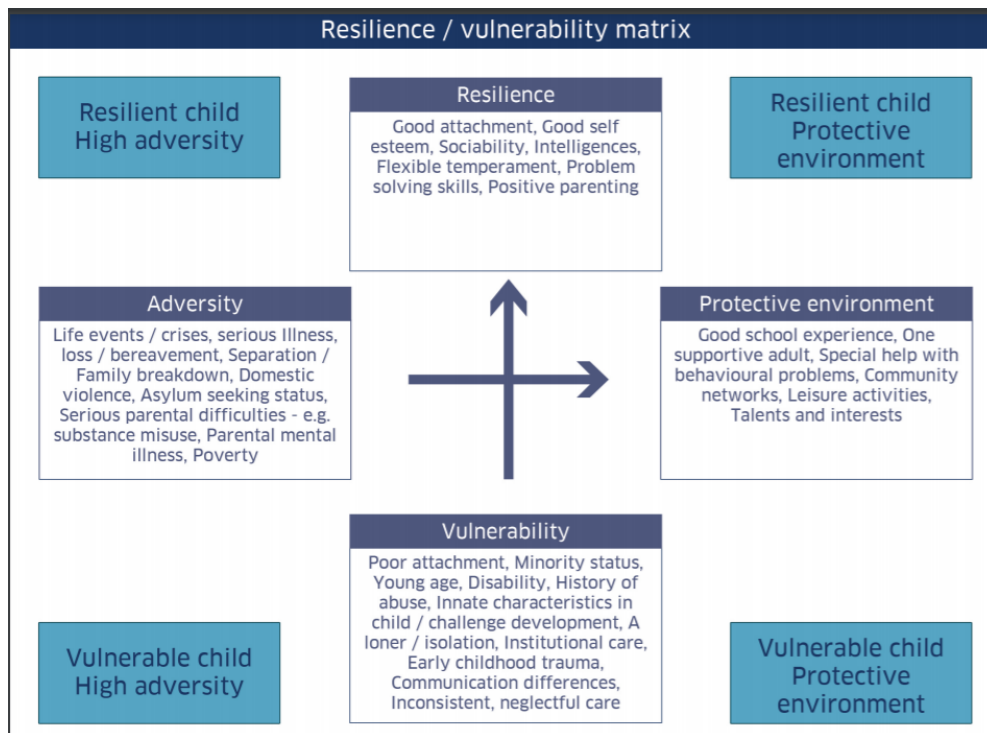 Resilience / vulnerability matrix
Resilient child
High adversity
Resilience
Good attachment, Good self
esteem, Sociability, Intelligences,
Flexible temperament, Problem
solving skills, Positive parenting
Resilient child
Protective
environment
Adversity
Life events / crises, serious Illness,
loss / bereavement, Separation /
Family breakdown, Domestic
violence, Asylum seeking status,
Serious parental difficulties - e.g.
substance misuse, Parental mental
illness, Poverty
Protective environment
Good school experience, One
supportive adult, Special help with
behavioural problems, Community
networks, Leisure activities,
Talents and interests
Vulnerable child
High adversity
Vulnerability
Poor attachment, Minority status,
Young age, Disability, History of
abuse, Innate characteristics in
child / challenge development, A
loner / isolation, Institutional care,
Early childhood trauma,
Communication differences,
Inconsistent, neglectful care
Vulnerable child
Protective
environment